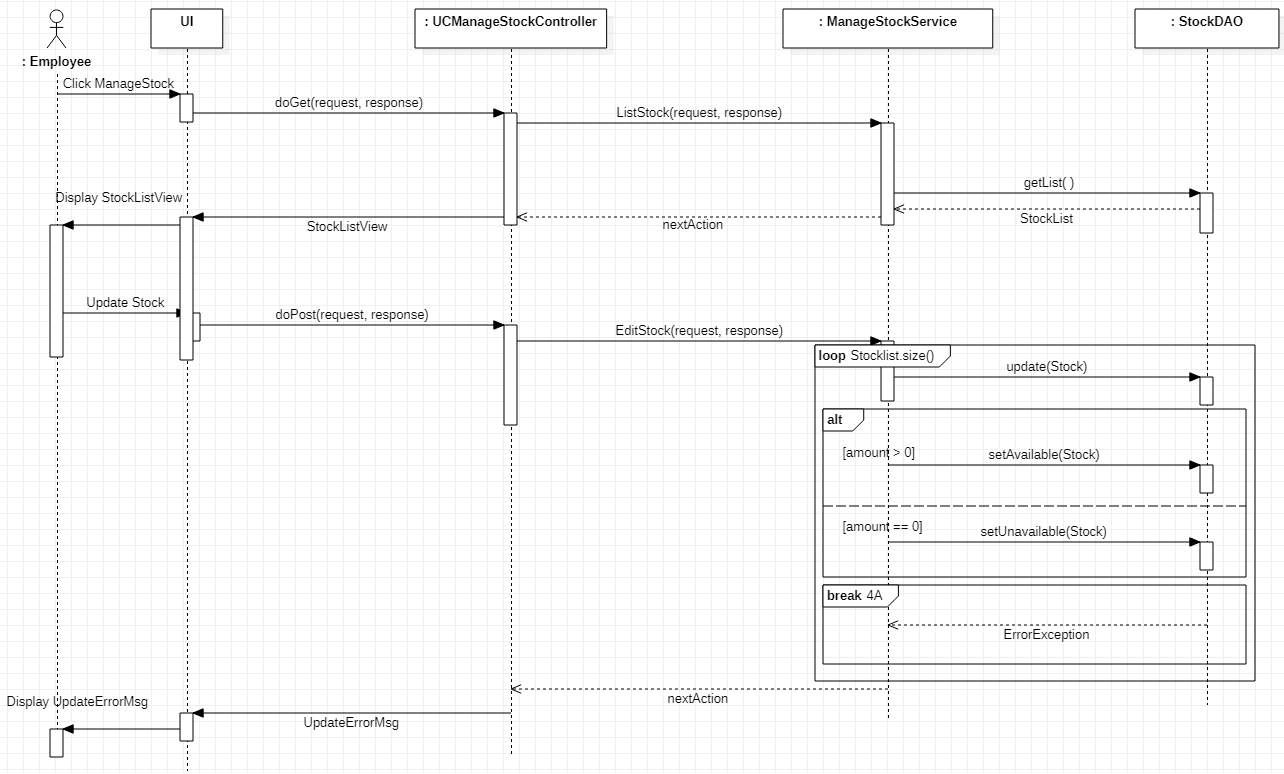 UI
: UCManageStockController
: ManageStockService
: StockDAO
: Employee
Click ManageStock
doGet(request, response)
ListStock(request, response)
getList( )
Display StockListView
StockList
StockListView
nextAction
Update Stock
doPost(request, response)
EditStock(request, response)
loop Stocklist.size()
update(Stock)
alt
[amount > 0]
setAvailable(Stock)
[amount == 0]
setUnavailable(Stock)
break 4A
ErrorException
nextAction
Display UpdateErrorMsg
UpdateErrorMsg